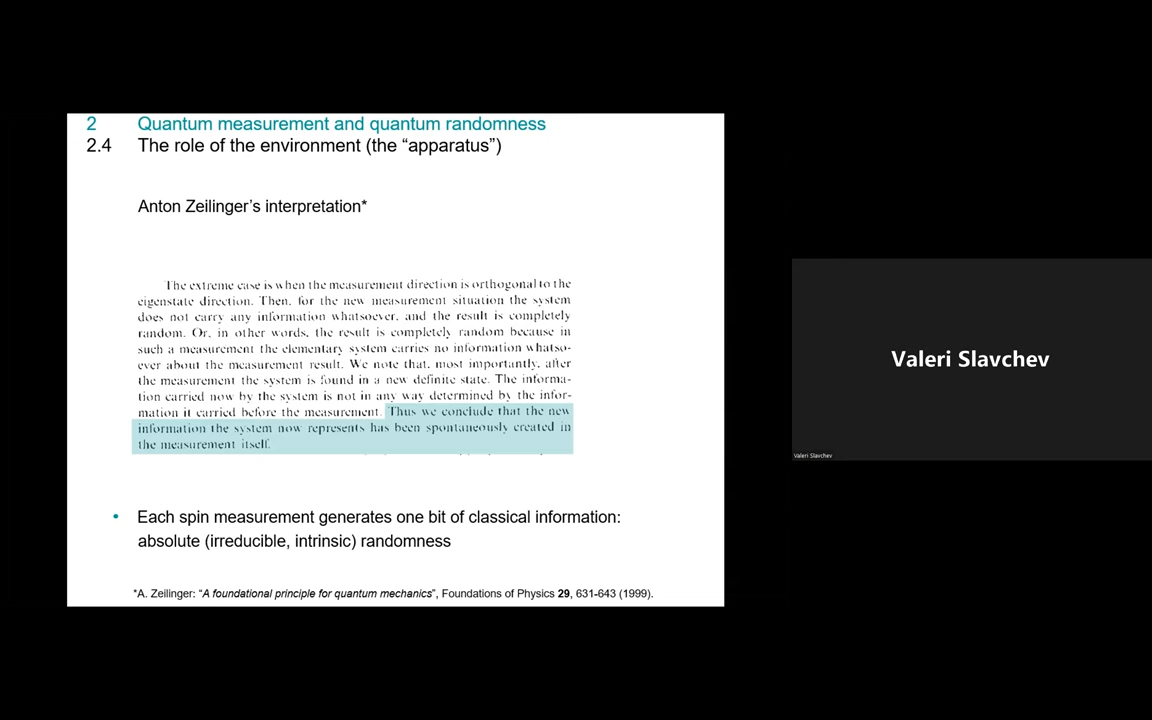 2 Quantum measurement and quantum randomness
2.4 The role of the environment (the “apparatus”)
Anton Zeilinger’s interpretation*
The extreme case is when the measurement direction is orthogonal to the
eigenstate direction. Then, for the new measurement situation the system
does not carry any information whatsoever, and the result is completely
random. Or, in other words, the result is completely random because in
such a measurement the elementary system carries no information whatso-
ever about the measurement result. We note that, most importantly, after
the measurement the system is found in a new definite state. The informa-
tion carried now by the system is not in any way determined by the infor-
mation it carried before the measurement. Thus we conclude that the new
information the system now represents has been spontaneously created in
the measurement itself.
• Each spin measurement generates one bit of classical information:
absolute (irreducible, intrinsic) randomness
*A. Zeilinger: “A foundational principle for quantum mechanics”, Foundations of Physics 29, 631-643 (1999).
Valeri Slavchev
Valeri Slavchev